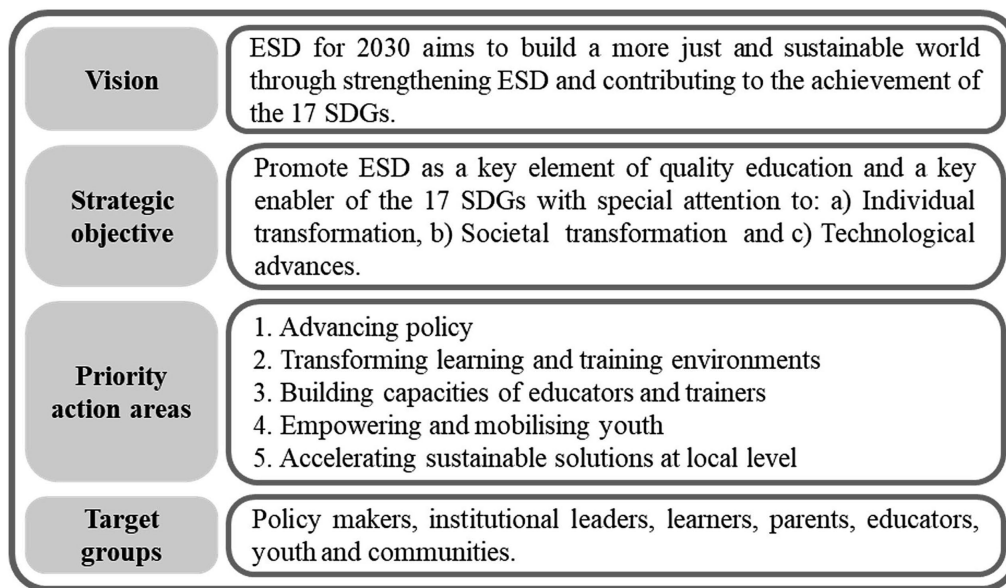 Vision
ESD for 2030 aims to build a more just and sustainable world
through strengthening ESD and contributing to the achievement of
the 17 SDGs.
Strategic
objective
Promote ESD as a key element of quality education and a key
enabler of the 17 SDGs with special attention to: a) Individual
transformation, b) Societal transformation and c) Technological
advances.
Priority
action areas
1. Advancing policy
2. Transforming learning and training environments
3. Building capacities of educators and trainers
4. Empowering and mobilising youth
5. Accelerating sustainable solutions at local level
Target
groups
Policy makers, institutional leaders, learners, parents, educators,
youth and communities.